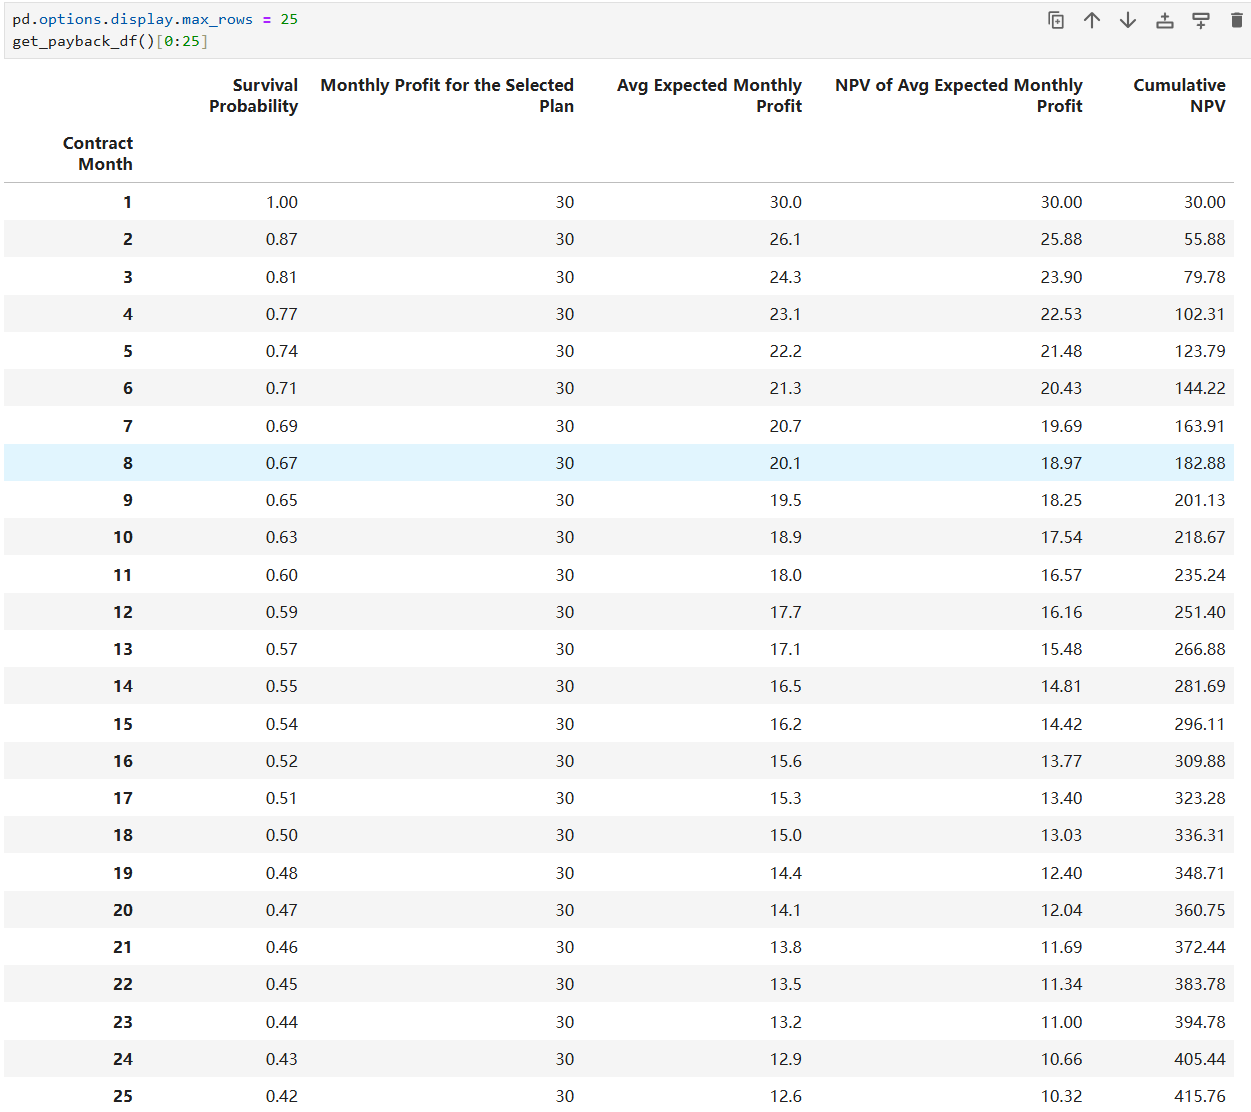 pd.options.display.max_rows = 25
get_payback_df()[0:25]
Survival Probability Monthly Profit for the Selected Plan Avg Expected Monthly Profit NPV of Avg Expected Monthly Profit Cumulative NPV
Contract Month
1 1.00 30 30.0 30.00 30.00
2 0.87 30 26.1 25.88 55.88
3 0.81 30 24.3 23.90 79.78
4 0.77 30 23.1 22.53 102.31
5 0.74 30 22.2 21.48 123.79
6 0.71 30 21.3 20.43 144.22
7 0.69 30 20.7 19.69 163.91
8 0.67 30 20.1 18.97 182.88
9 0.65 30 19.5 18.25 201.13
10 0.63 30 18.9 17.54 218.67
11 0.60 30 18.0 16.57 235.24
12 0.59 30 17.7 16.16 251.40
13 0.57 30 17.1 15.48 266.88
14 0.55 30 16.5 14.81 281.69
15 0.54 30 16.2 14.42 296.11
16 0.52 30 15.6 13.77 309.88
17 0.51 30 15.3 13.40 323.28
18 0.50 30 15.0 13.03 336.31
19 0.48 30 14.4 12.40 348.71
20 0.47 30 14.1 12.04 360.75
21 0.46 30 13.8 11.69 372.44
22 0.45 30 13.5 11.34 383.78
23 0.44 30 13.2 11.00 394.78
24 0.43 30 12.9 10.66 405.44
25 0.42 30 12.6 10.32 415.76